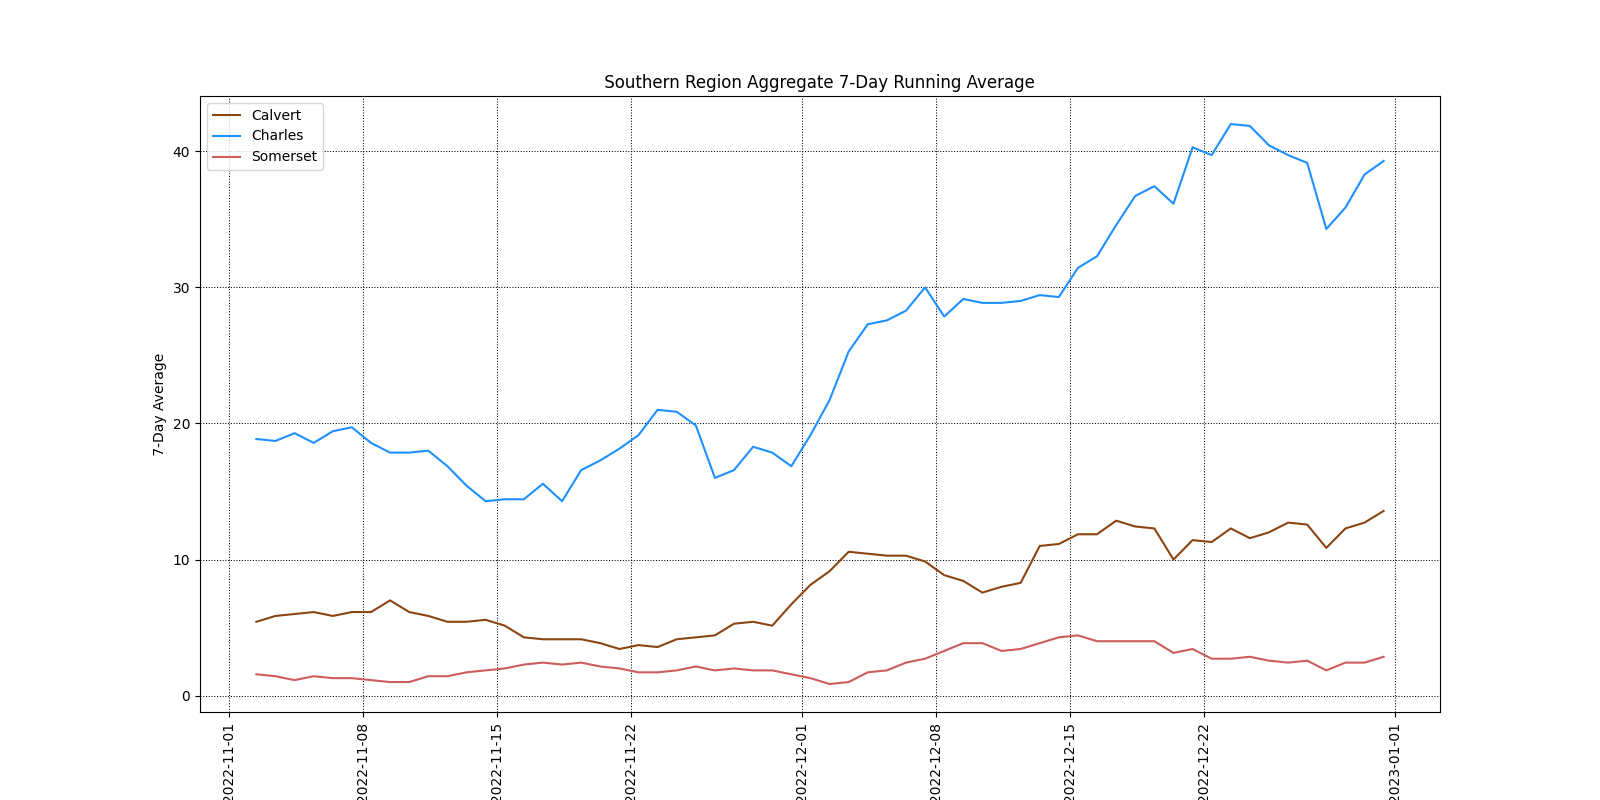 Southern Region Aggregate 7-Day Running Average
Calvert
Charles
Somerset
7-Day Average
40
30
20
10
0
2022-11-01
2022-11-08
2022-11-15
2022-11-22
2022-12-01
2022-12-08
2022-12-15
2022-12-22
2023-01-01